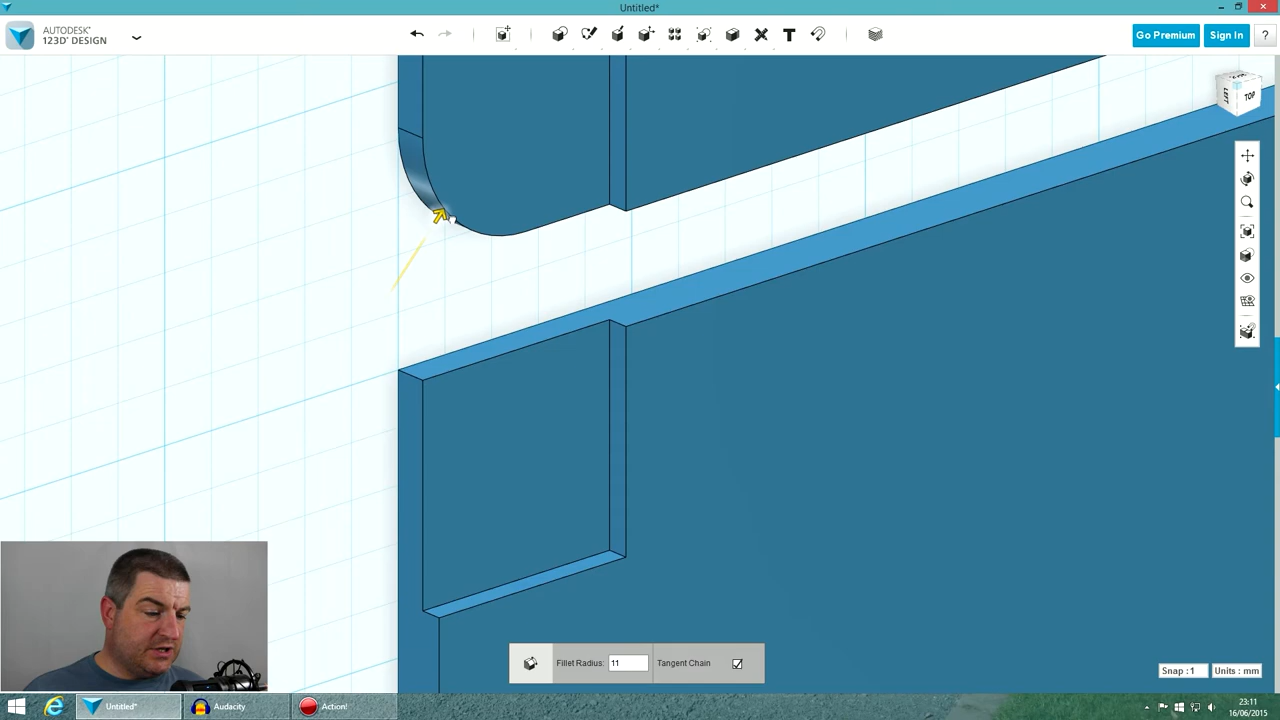 Untitled*
AUTODESK®
123D® DESIGN
Go Premium
Sign In
?
LEFT
TOP
Fillet Radius: 11
Tangent Chain
Snap : 1
Units : mm
Untitled*
Audacity
Action!
23:11
16/06/2015